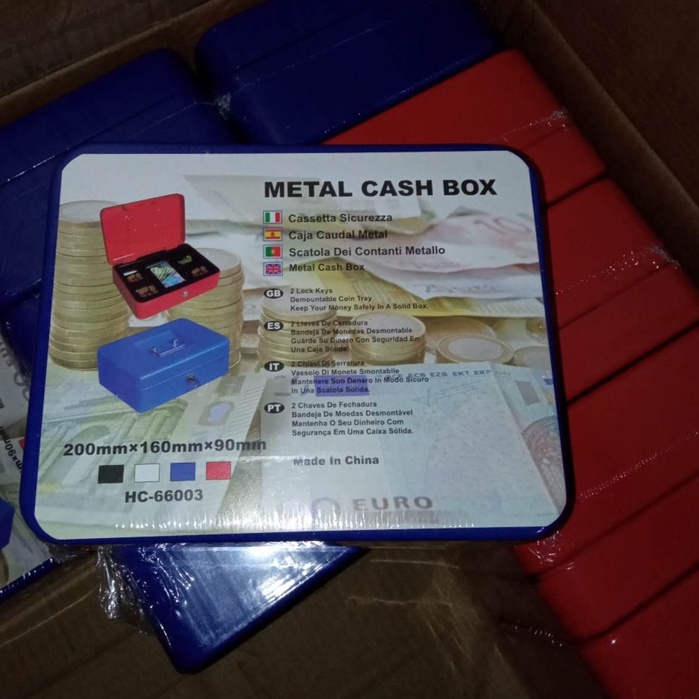 METAL CASH BOX
Cassetta Sicurezza
Caja Caudal Metal
Scatola Dei Contanti Metallo
Metal Cash Box
GB 2 Lock Keys
Demountable Coin Tray
Keep Your Money Safely In A Solid Box.
ES 2 Llaves De Cerradura
Bandeja De Monedas Desmontable
Guarde Su Dinero Con Seguridad En
Una Caja Sólida.
IT 2 Chiavi Di Serratura
Vassoio Di Monete Smontabile
Mantenere Suo Denaro In Modo Sicuro
In Una Scatola Solida.
PT 2 Chaves De Fechadura
Bandeja De Moedas Desmontável
Mantenha O Seu Dinheiro Com
Segurança Em Uma Caixa Sólida.
200mm×160mm×90mm
HC-66003
Made In China
EZB EKT EKP
EURO